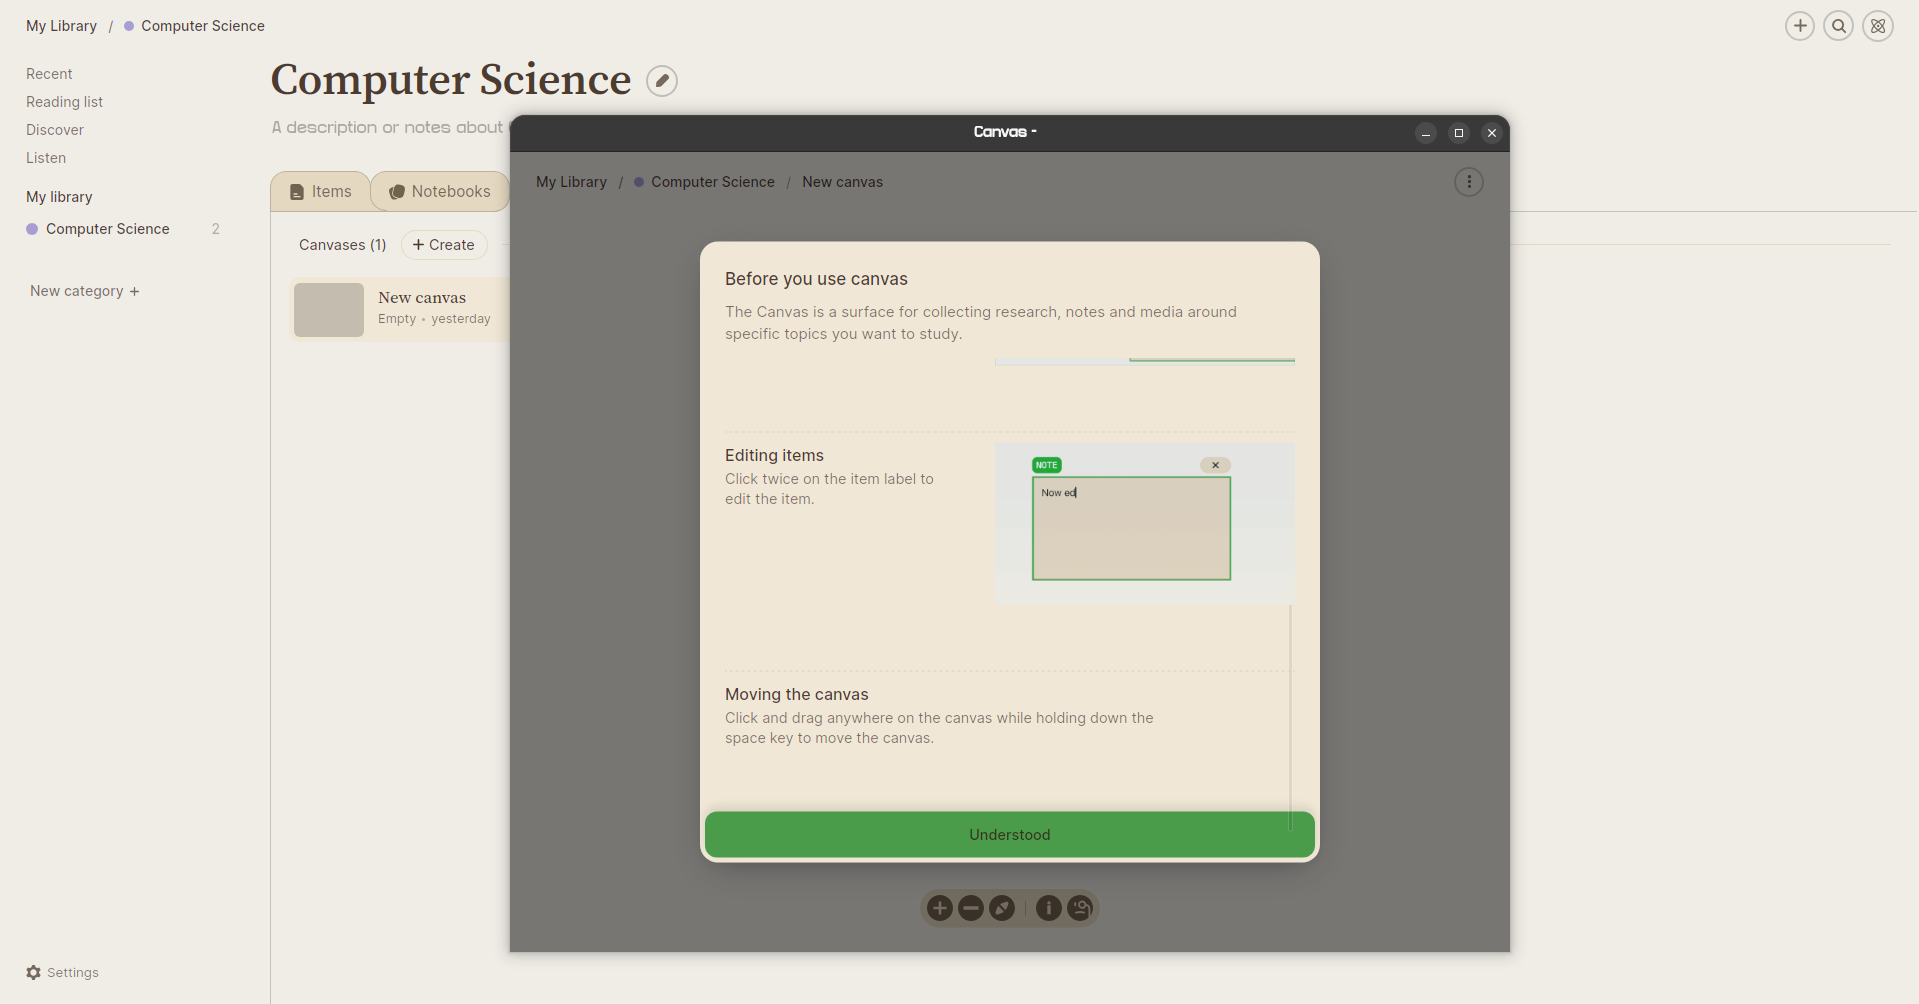 My Library / Computer Science
Recent
Reading list
Discover
Listen
My library
Computer Science 2
New category +
Settings
Computer Science
A description or notes about
Items
Notebooks
Canvases (1)
+ Create
New canvas
Empty • yesterday
Canvas -
My Library / Computer Science / New canvas
Before you use canvas
The Canvas is a surface for collecting research, notes and media around
specific topics you want to study.
Editing items
Click twice on the item label to
edit the item.
NOTE
Now ed
Moving the canvas
Click and drag anywhere on the canvas while holding down the
space key to move the canvas.
Understood